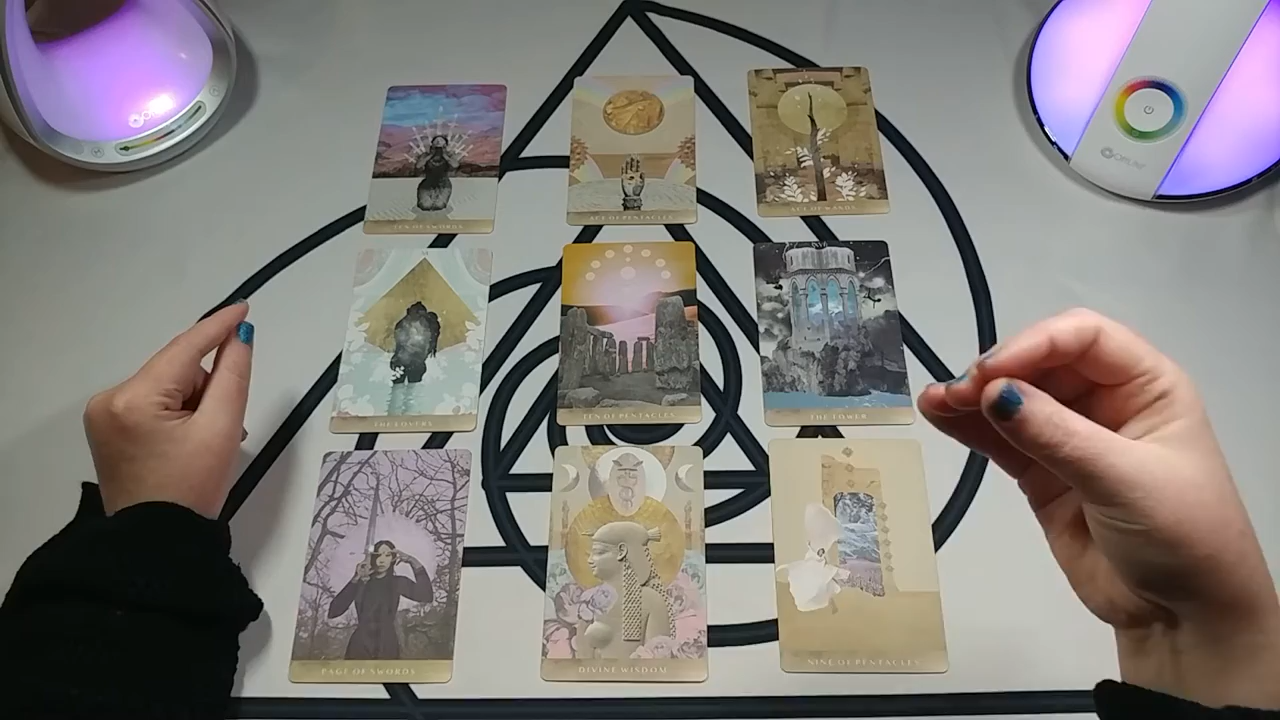 TEN OF SWORDS
ACE OF PENTACLES
ACE OF WANDS
THE LOVERS
TEN OF PENTACLES
THE TOWER
PAGE OF SWORDS
DIVINE WISDOM
NINE OF PENTACLES